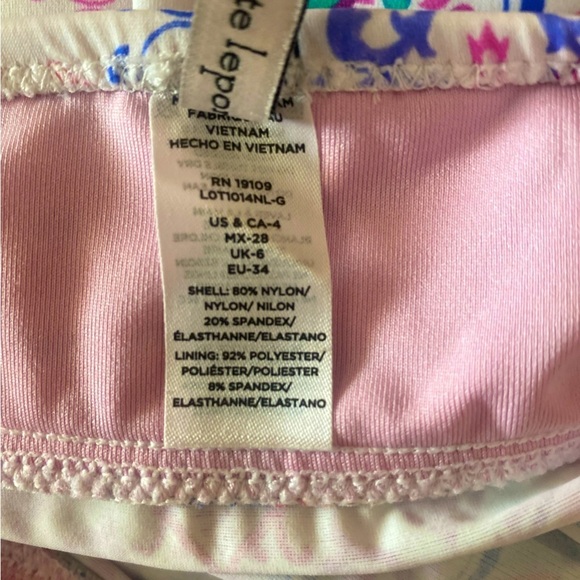 te lepo
VIETNAM
HECHO EN VIETNAM
RN 19109
LOT1014NL-G
US & CA-4
MX-28
UK-6
EU-34
SHELL: 80% NYLON/
NYLON/ NILON
20% SPANDEX/
ÉLASTHANNE/ELASTANO
LINING: 92% POLYESTER/
POLIÉSTER/POLIESTER
8% SPANDEX/
ELASTHANNE/ELASTANO